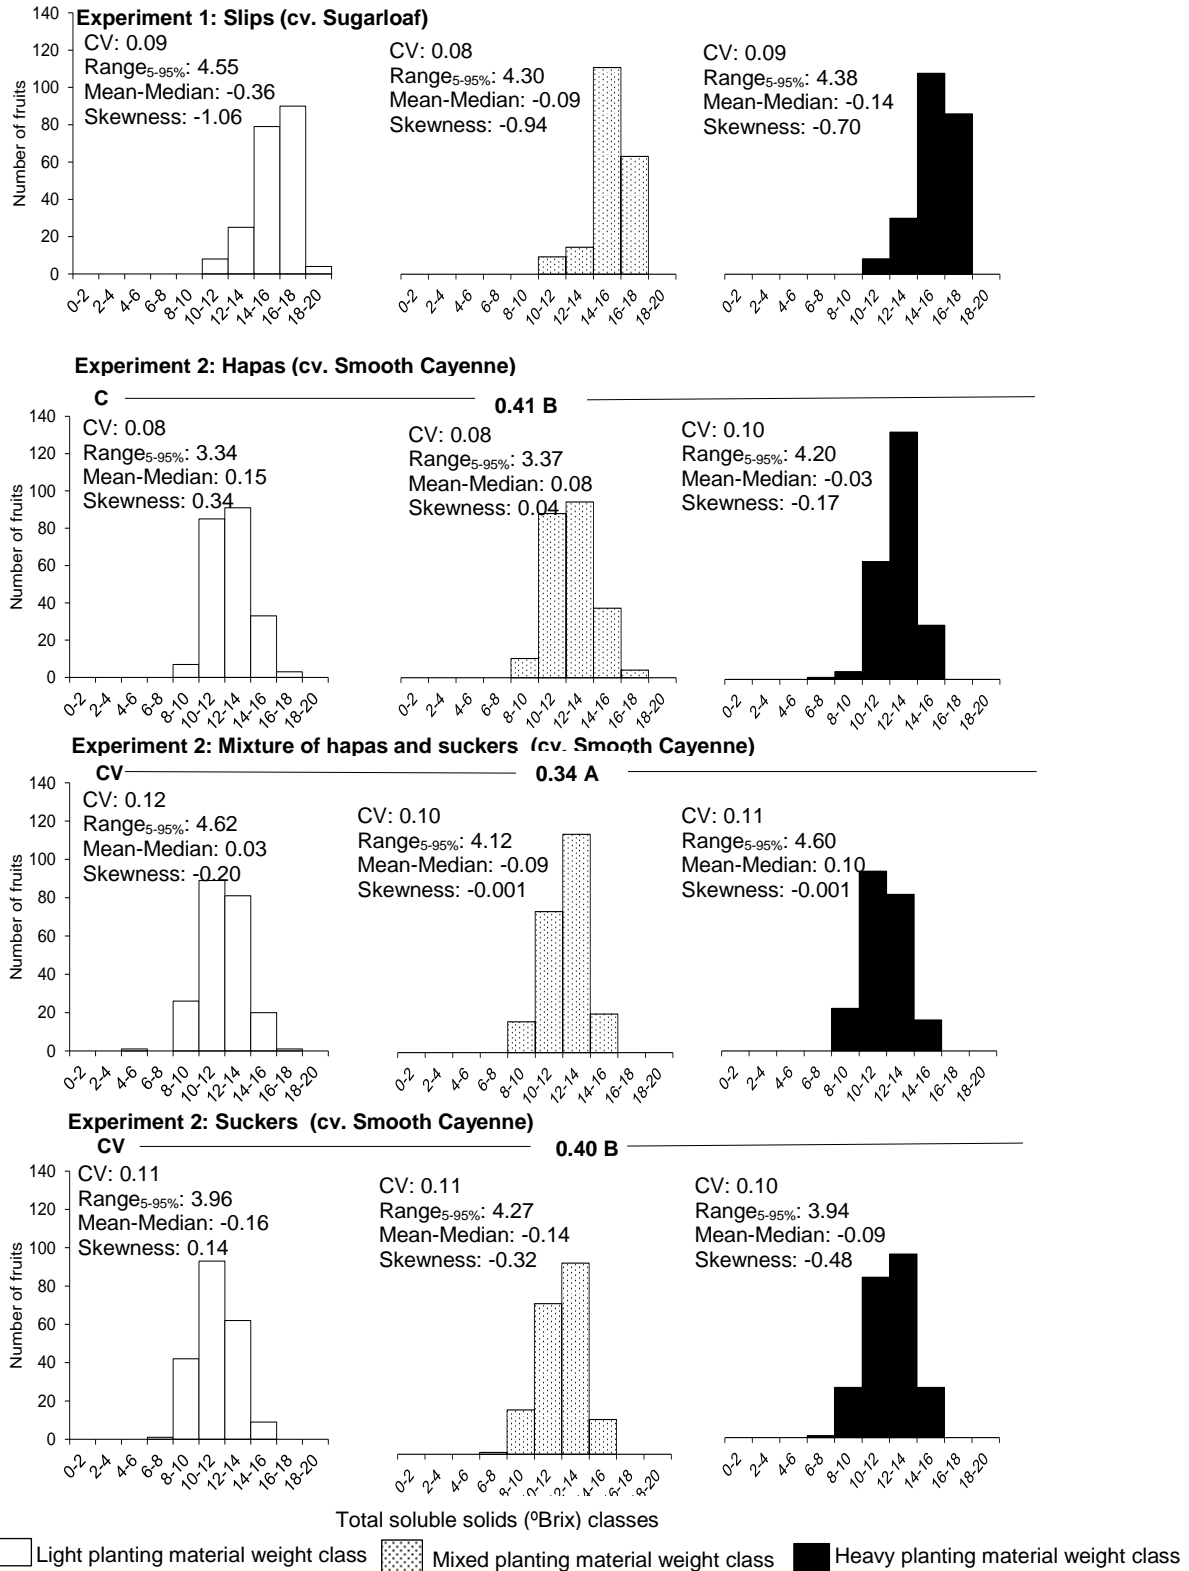 Experiment 1: Slips (cv. Sugarloaf)
CV: 0.09
Range5-95%: 4.55
Mean-Median: -0.36
Skewness: -1.06
CV: 0.08
Range5-95%: 4.30
Mean-Median: -0.09
Skewness: -0.94
CV: 0.09
Range5-95%: 4.38
Mean-Median: -0.14
Skewness: -0.70
Number of fruits
140
120
100
80
60
40
20
0
0-2 2-4 4-6 6-8 8-10 10-12 12-14 14-16 16-18 18-20
0-2 2-4 4-6 6-8 8-10 10-12 12-14 14-16 16-18 18-20
0-2 2-4 4-6 6-8 8-10 10-12 12-14 14-16 16-18 18-20
Experiment 2: Hapas (cv. Smooth Cayenne)
C 0.41 B
CV: 0.08
Range5-95%: 3.34
Mean-Median: 0.15
Skewness: 0.34
CV: 0.08
Range5-95%: 3.37
Mean-Median: 0.08
Skewness: 0.04
CV: 0.10
Range5-95%: 4.20
Mean-Median: -0.03
Skewness: -0.17
Number of fruits
140
120
100
80
60
40
20
0
0-2 2-4 4-6 6-8 8-10 10-12 12-14 14-16 16-18 18-20
0-2 2-4 4-6 6-8 8-10 10-12 12-14 14-16 16-18 18-20
0-2 2-4 4-6 6-8 8-10 10-12 12-14 14-16 16-18 18-20
Experiment 2: Mixture of hapas and suckers (cv. Smooth Cayenne)
CV 0.34 A
CV: 0.12
Range5-95%: 4.62
Mean-Median: 0.03
Skewness: -0.20
CV: 0.10
Range5-95%: 4.12
Mean-Median: -0.09
Skewness: -0.001
CV: 0.11
Range5-95%: 4.60
Mean-Median: 0.10
Skewness: -0.001
Number of fruits
140
120
100
80
60
40
20
0
0-2 2-4 4-6 6-8 8-10 10-12 12-14 14-16 16-18 18-20
0-2 2-4 4-6 6-8 8-10 10-12 12-14 14-16 16-18 18-20
0-2 2-4 4-6 6-8 8-10 10-12 12-14 14-16 16-18 18-20
Experiment 2: Suckers (cv. Smooth Cayenne)
CV 0.40 B
CV: 0.11
Range5-95%: 3.96
Mean-Median: -0.16
Skewness: 0.14
CV: 0.11
Range5-95%: 4.27
Mean-Median: -0.14
Skewness: -0.32
CV: 0.10
Range5-95%: 3.94
Mean-Median: -0.09
Skewness: -0.48
Number of fruits
140
120
100
80
60
40
20
0
0-2 2-4 4-6 6-8 8-10 10-12 12-14 14-16 16-18 18-20
0-2 2-4 4-6 6-8 8-10 10-12 12-14 14-16 16-18 18-20
0-2 2-4 4-6 6-8 8-10 10-12 12-14 14-16 16-18 18-20
Total soluble solids (ºBrix) classes
Light planting material weight class Mixed planting material weight class Heavy planting material weight class